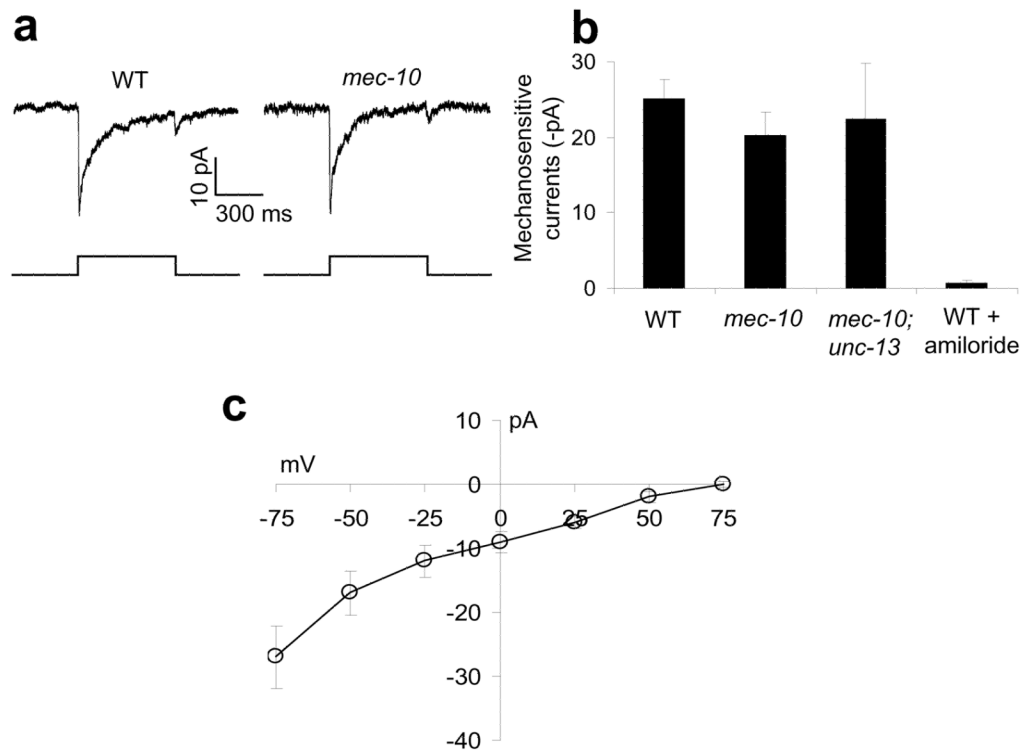 a
WT
mec-10
10 pA
300 ms
b
Mechanosensitive
currents (-pA)
30
20
10
0
WT
mec-10
mec-10;
unc-13
WT +
amiloride
c
10
pA
mV
0
-75
-50
-25
0
25
50
75
-10
-20
-30
-40